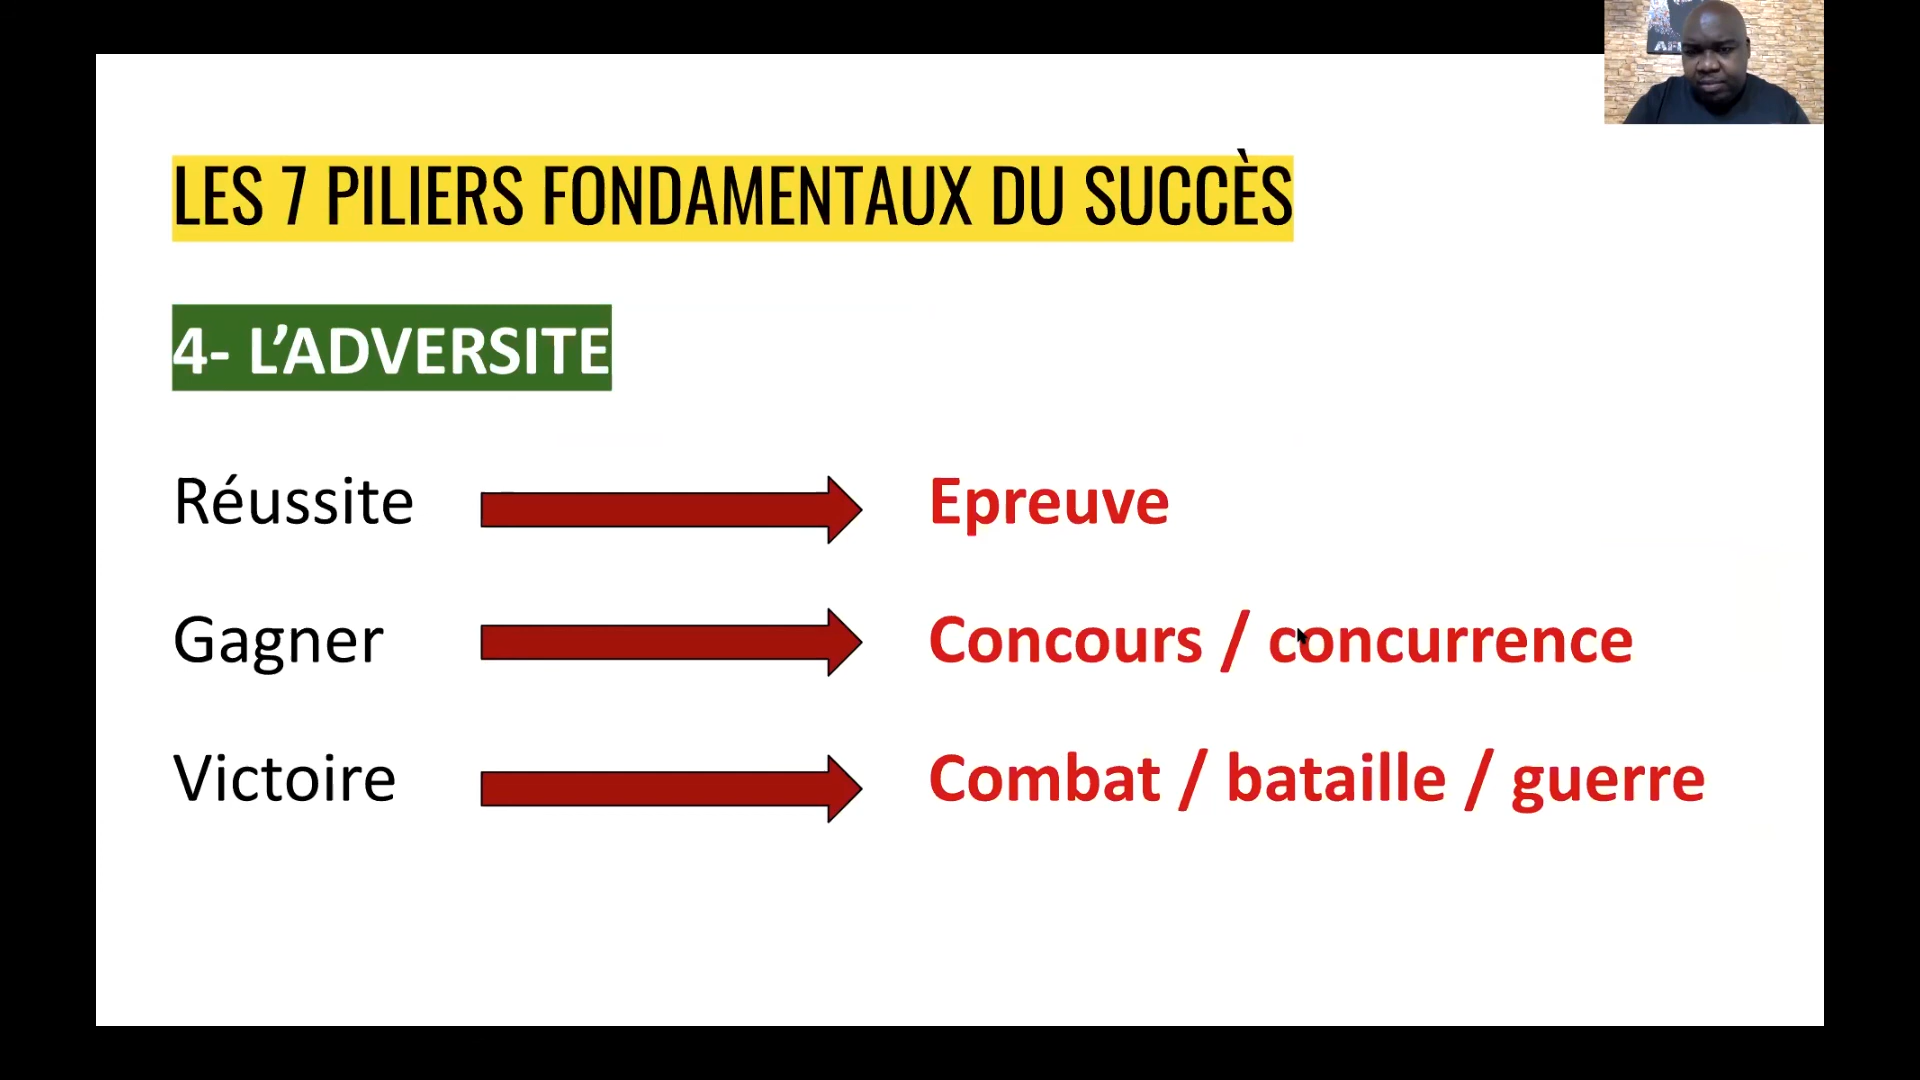 LES 7 PILIERS FONDAMENTAUX DU SUCCÈS
4- L’ADVERSITE
Réussite Epreuve
Gagner Concours / concurrence
Victoire Combat / bataille / guerre